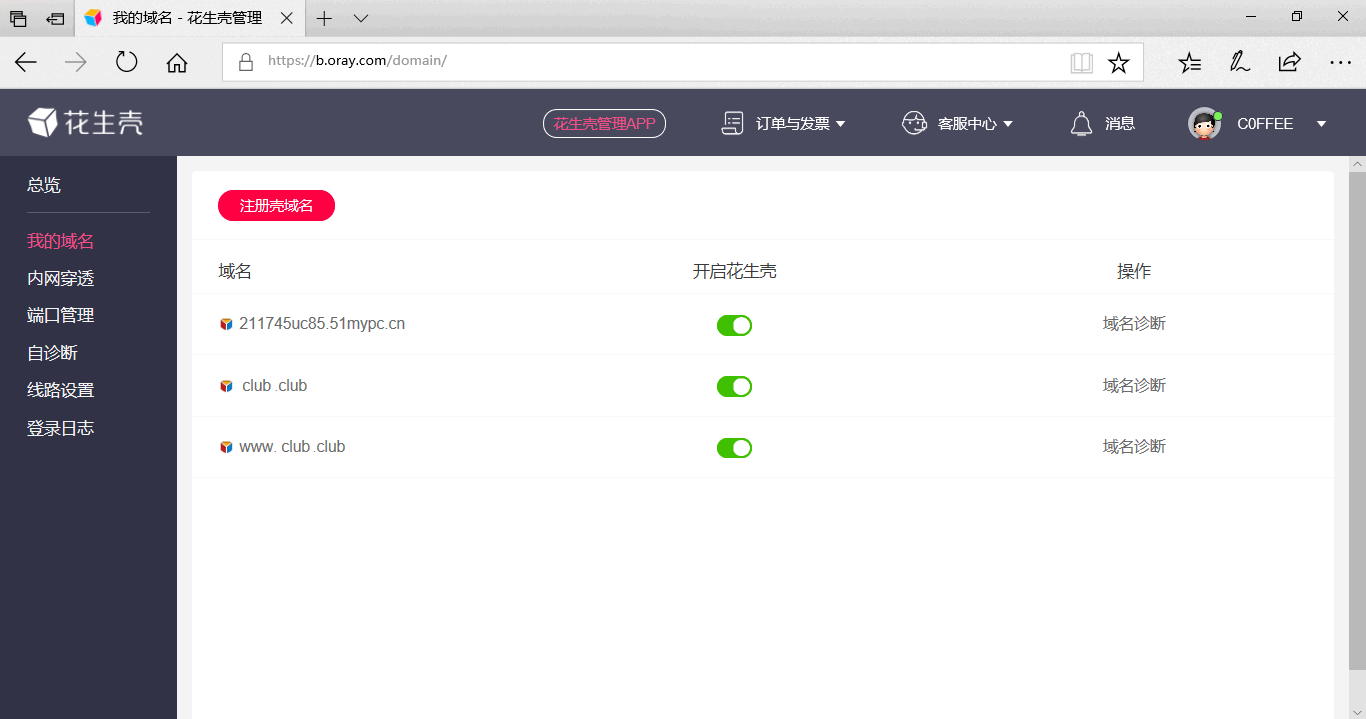 我的域名 - 花生壳管理
https://b.oray.com/domain/
花生壳
花生壳管理APP
订单与发票
客服中心
消息
C0FFEE
总览
我的域名
内网穿透
端口管理
自诊断
线路设置
登录日志
注册壳域名
域名 开启花生壳 操作
211745uc85.51mypc.cn 域名诊断
club .club 域名诊断
www. club .club 域名诊断